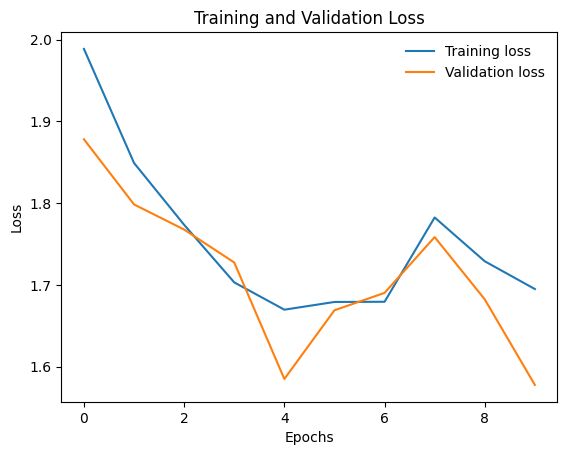 Training and Validation Loss
Training loss
Validation loss
2.0
1.9
1.8
1.7
1.6
Loss
0
2
4
6
8
Epochs